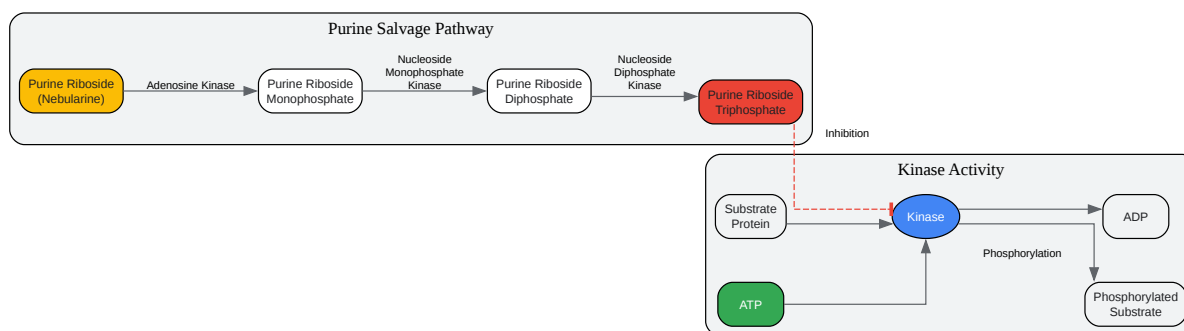 Purine Salvage Pathway
Purine Riboside
(Nebularine)
Adenosine Kinase
Purine Riboside
Monophosphate
Nucleoside
Monophosphate
Kinase
Purine Riboside
Diphosphate
Nucleoside
Diphosphate
Kinase
Purine Riboside
Triphosphate
Inhibition
Kinase Activity
Substrate
Protein
Kinase
ADP
Phosphorylation
ATP
Phosphorylated
Substrate